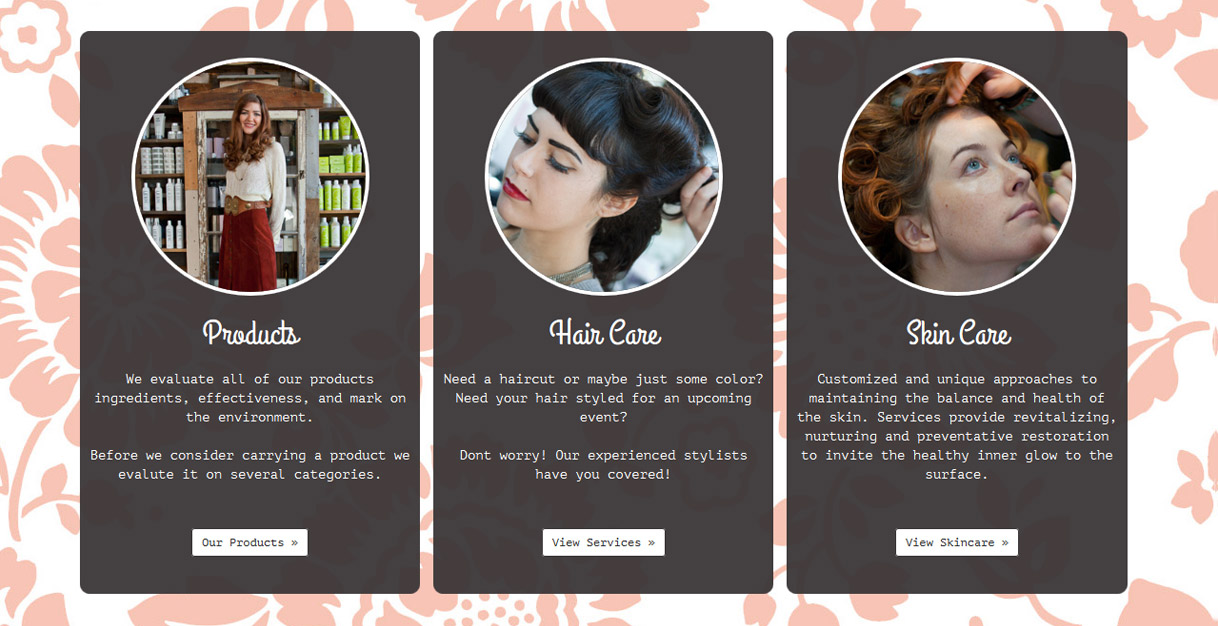 Products
We evaluate all of our products
ingredients, effectiveness, and mark on
the environment.
Before we consider carrying a product we
evalute it on several categories.
Our Products »
Hair Care
Need a haircut or maybe just some color?
Need your hair styled for an upcoming
event?
Dont worry! Our experienced stylists
have you covered!
View Services »
Skin Care
Customized and unique approaches to
maintaining the balance and health of
the skin. Services provide revitalizing,
nurturing and preventative restoration
to invite the healthy inner glow to the
surface.
View Skincare »